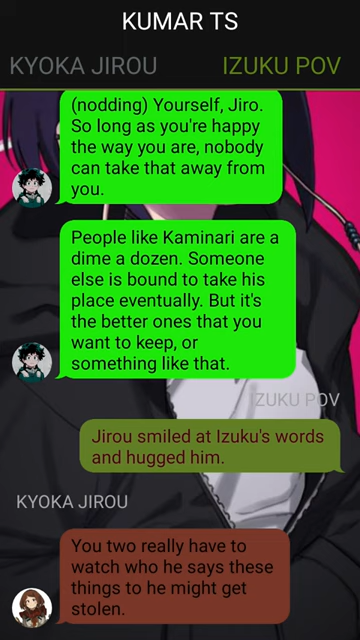 KUMAR TS
KYOKA JIROU
IZUKU POV
(nodding) Yourself, Jiro.
So long as you're happy
the way you are, nobody
can take that away from
you.
People like Kaminari are a
dime a dozen. Someone
else is bound to take his
place eventually. But it's
the better ones that you
want to keep, or
something like that.
IZUKU POV
Jirou smiled at Izuku's words
and hugged him.
KYOKA JIROU
You two really have to
watch who he says these
things to he might get
stolen.